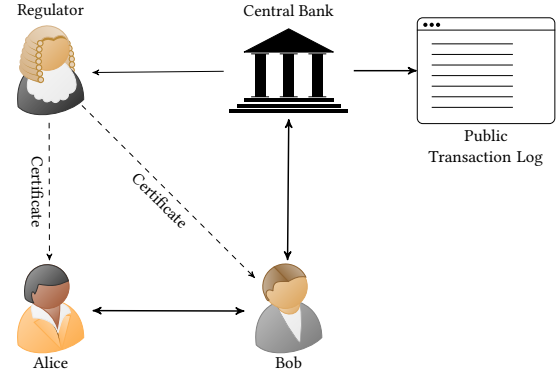 Regulator
Central Bank
Public
Transaction Log
Certificate
Certificate
Alice
Bob